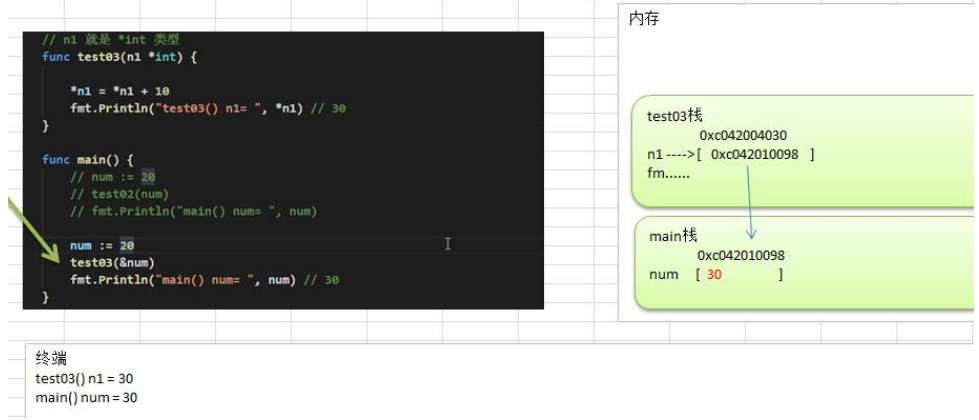 // n1 就是 *int 类型
func test03(n1 *int) {
*n1 = *n1 + 10
fmt.Println("test03() n1= ", *n1) // 30
}
func main() {
// num := 20
// test02(num)
// fmt.Println("main() num= ", num)
num := 20
test03(&num)
fmt.Println("main() num= ", num) // 30
}
内存
test03栈
0xc042004030
n1 ---->[ 0xc042010098 ]
fm......
main栈
0xc042010098
num [ 30 ]
终端
test03() n1 = 30
main() num = 30